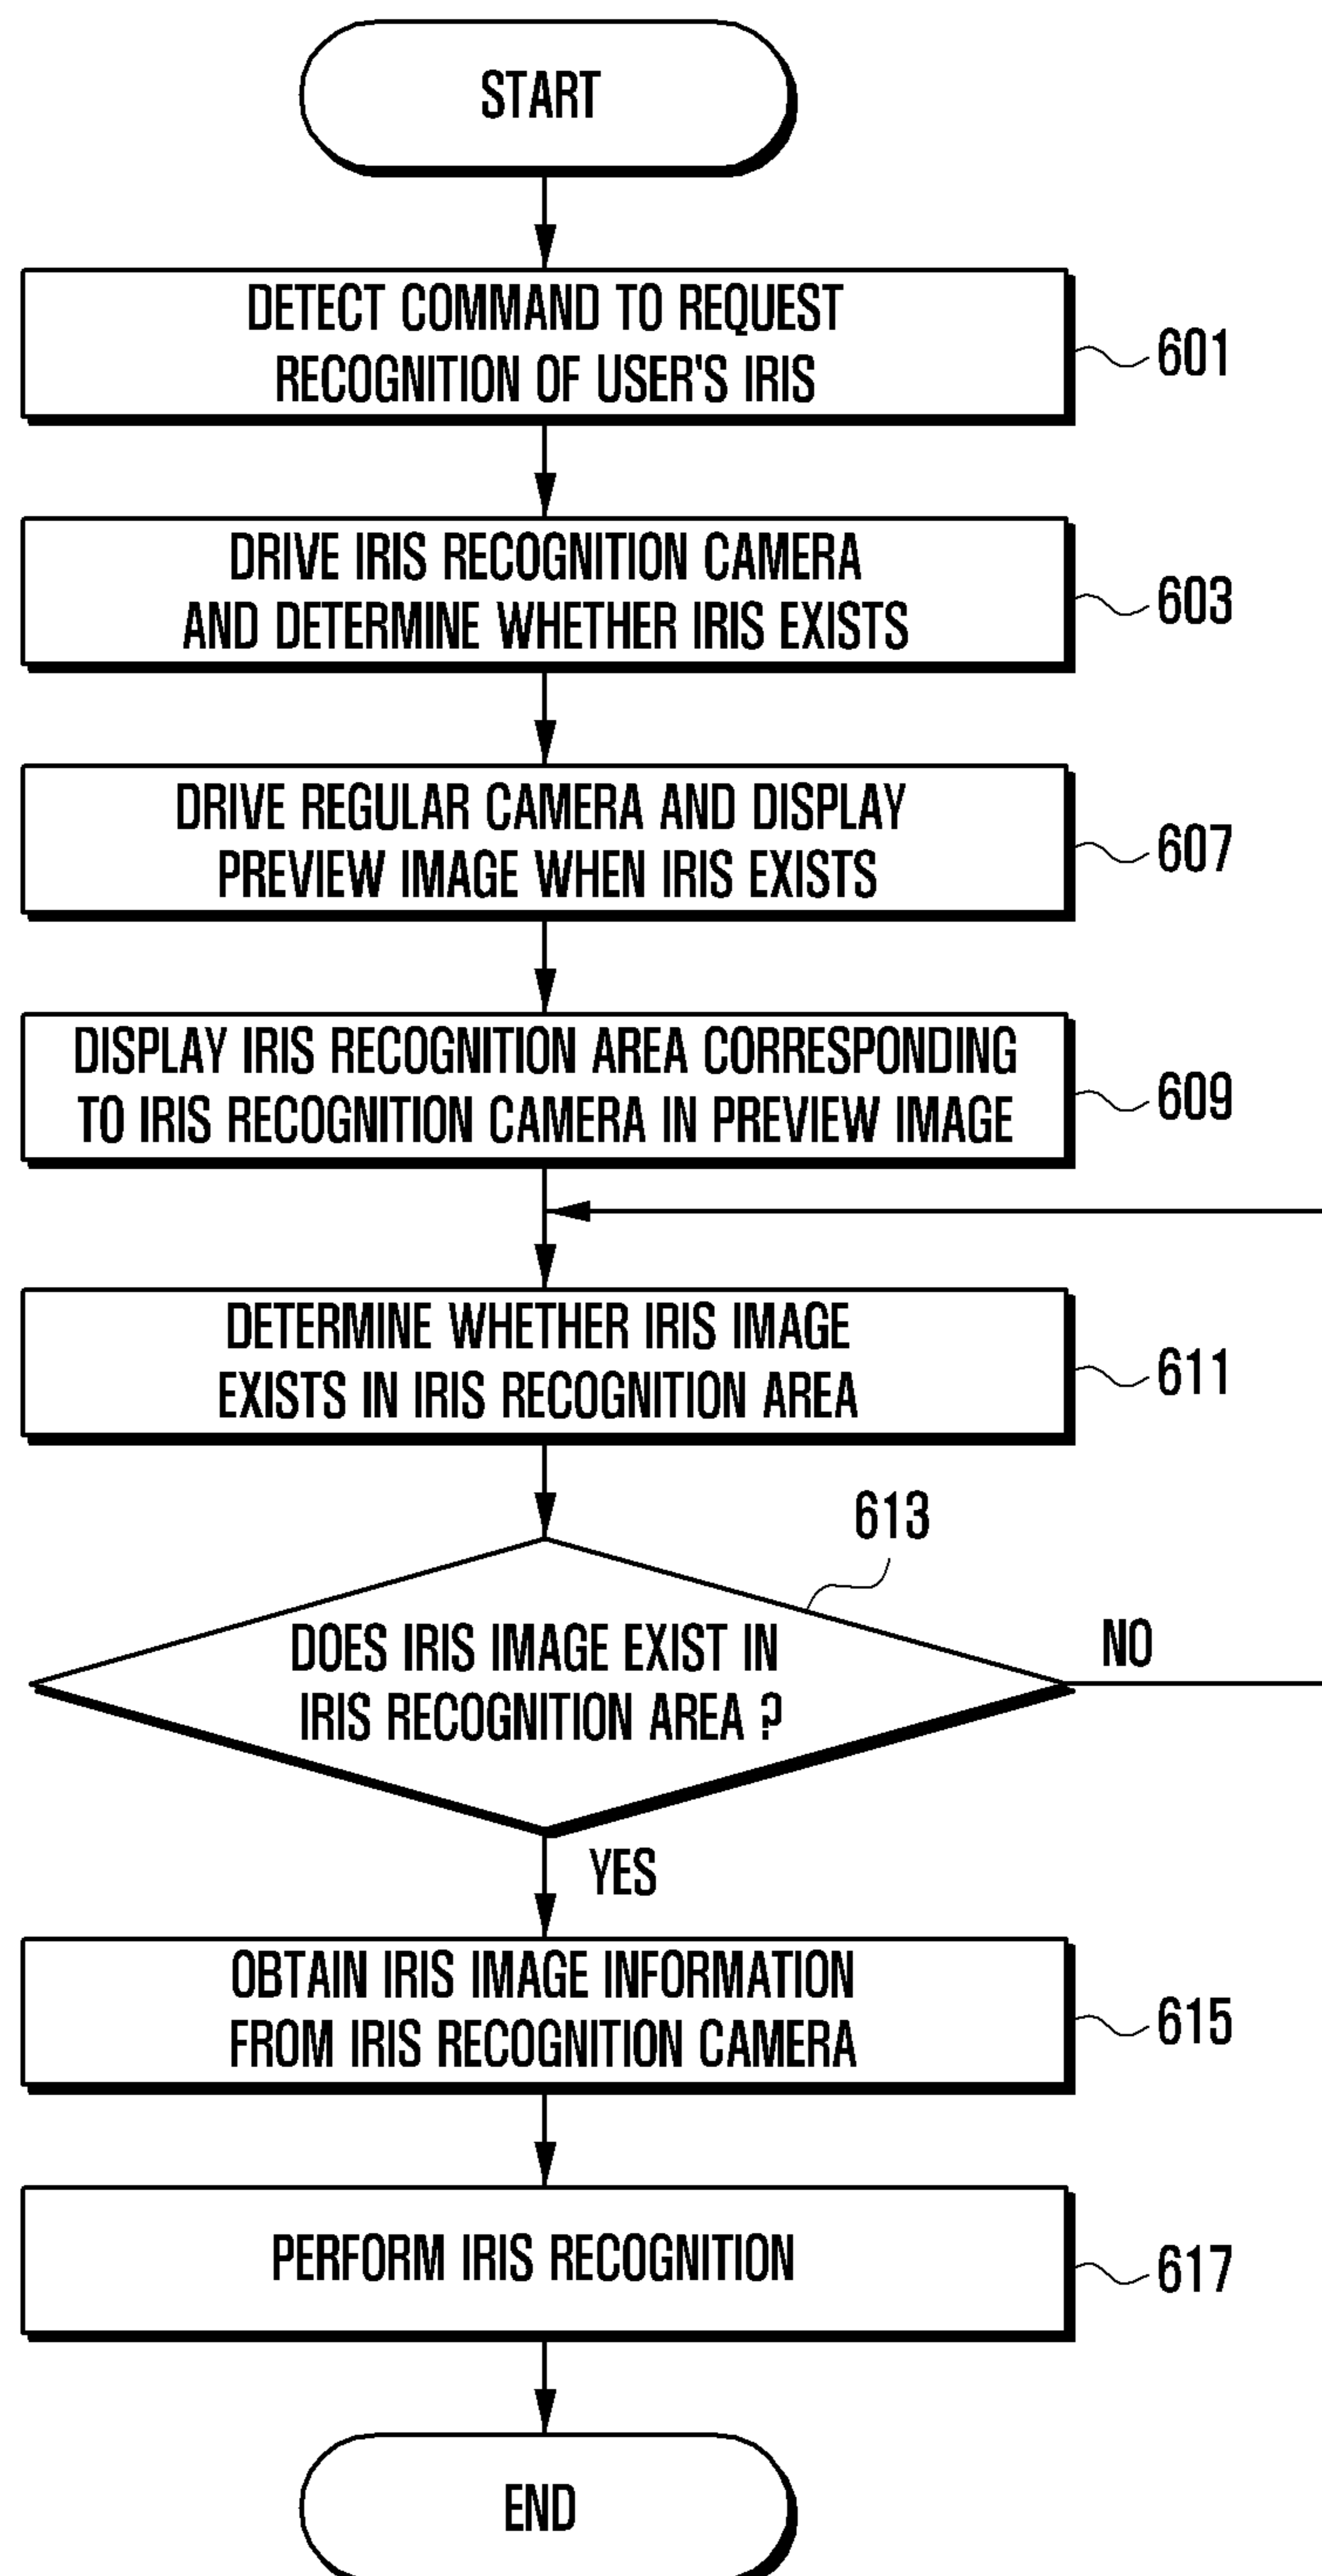 START
DETECT COMMAND TO REQUEST
RECOGNITION OF USER'S IRIS
601
DRIVE IRIS RECOGNITION CAMERA
AND DETERMINE WHETHER IRIS EXISTS
603
DRIVE REGULAR CAMERA AND DISPLAY
PREVIEW IMAGE WHEN IRIS EXISTS
607
DISPLAY IRIS RECOGNITION AREA CORRESPONDING
TO IRIS RECOGNITION CAMERA IN PREVIEW IMAGE
609
DETERMINE WHETHER IRIS IMAGE
EXISTS IN IRIS RECOGNITION AREA
611
613
DOES IRIS IMAGE EXIST IN
IRIS RECOGNITION AREA ?
NO
YES
OBTAIN IRIS IMAGE INFORMATION
FROM IRIS RECOGNITION CAMERA
615
PERFORM IRIS RECOGNITION
617
END